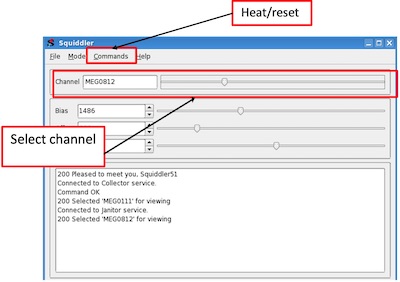 Heat/reset
Squiddler
File Mode Commands Help
Channel MEG0812
Bias 1486
Select channel
200 Pleased to meet you, Squiddler51
Connected to Collector service.
Command OK
200 Selected 'MEG0111' for viewing
Connected to Janitor service.
200 Selected 'MEG0812' for viewing